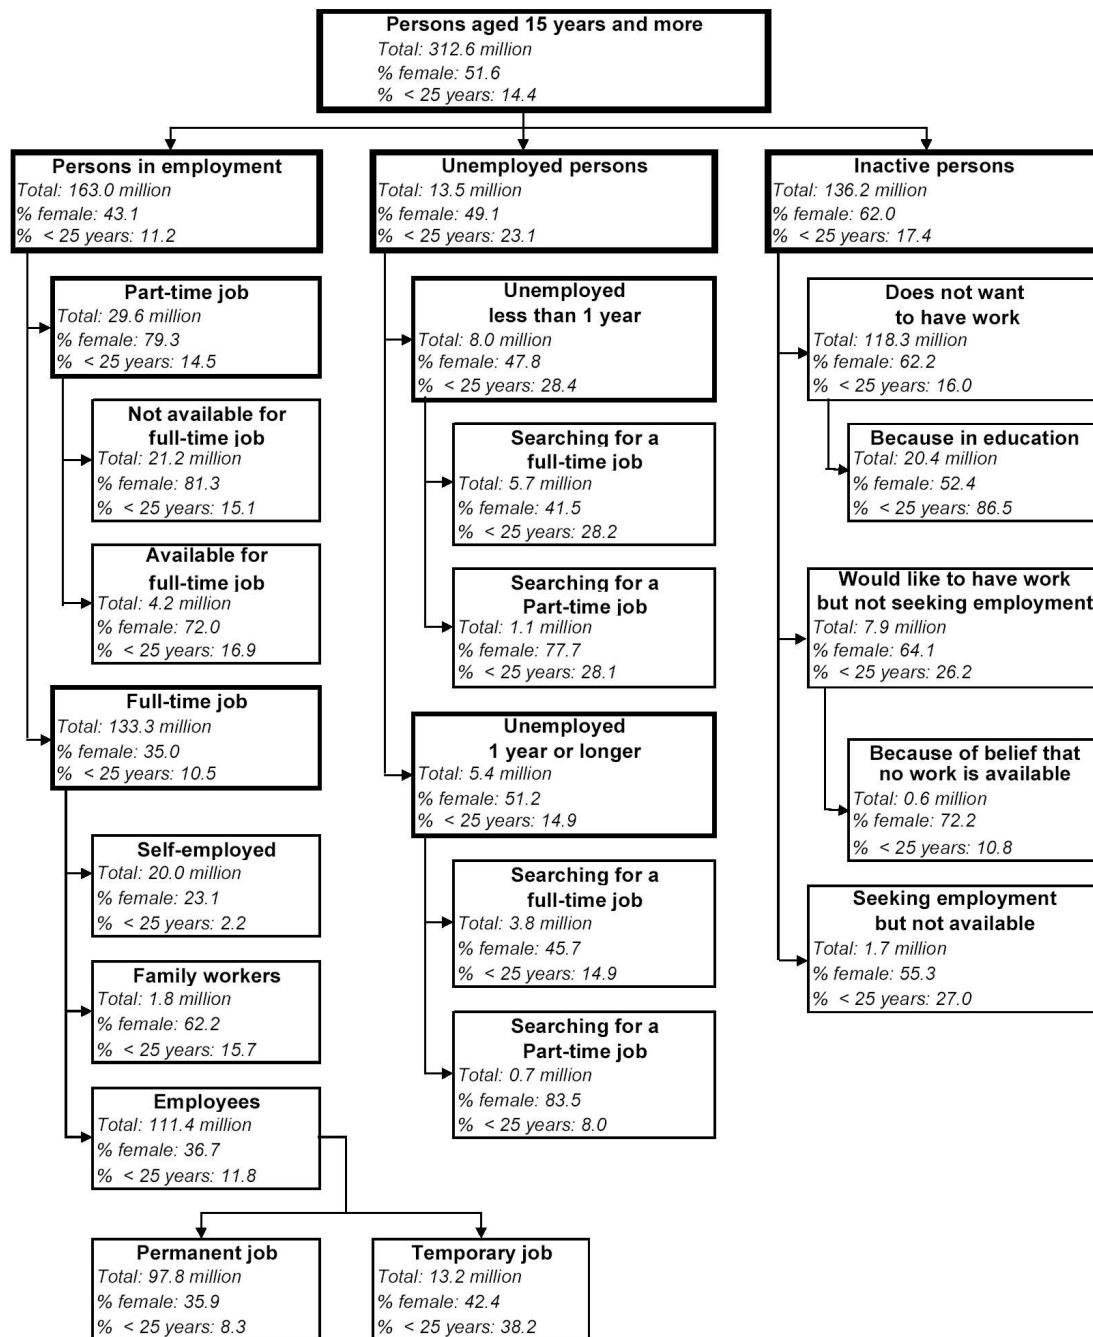 Persons aged 15 years and more
Total: 312.6 million
% female: 51.6
% < 25 years: 14.4
Persons in employment
Total: 163.0 million
% female: 43.1
% < 25 years: 11.2
Part-time job
Total: 29.6 million
% female: 79.3
% < 25 years: 14.5
Not available for
full-time job
Total: 21.2 million
% female: 81.3
% < 25 years: 15.1
Available for
full-time job
Total: 4.2 million
% female: 72.0
% < 25 years: 16.9
Full-time job
Total: 133.3 million
% female: 35.0
% < 25 years: 10.5
Self-employed
Total: 20.0 million
% female: 23.1
% < 25 years: 2.2
Family workers
Total: 1.8 million
% female: 62.2
% < 25 years: 15.7
Employees
Total: 111.4 million
% female: 36.7
% < 25 years: 11.8
Permanent job
Total: 97.8 million
% female: 35.9
% < 25 years: 8.3
Temporary job
Total: 13.2 million
% female: 42.4
% < 25 years: 38.2
Unemployed persons
Total: 13.5 million
% female: 49.1
% < 25 years: 23.1
Unemployed
less than 1 year
Total: 8.0 million
% female: 47.8
% < 25 years: 28.4
Searching for a
full-time job
Total: 5.7 million
% female: 41.5
% < 25 years: 28.2
Searching for a
Part-time job
Total: 1.1 million
% female: 77.7
% < 25 years: 28.1
Unemployed
1 year or longer
Total: 5.4 million
% female: 51.2
% < 25 years: 14.9
Searching for a
full-time job
Total: 3.8 million
% female: 45.7
% < 25 years: 14.9
Searching for a
Part-time job
Total: 0.7 million
% female: 83.5
% < 25 years: 8.0
Inactive persons
Total: 136.2 million
% female: 62.0
% < 25 years: 17.4
Does not want
to have work
Total: 118.3 million
% female: 62.2
% < 25 years: 16.0
Because in education
Total: 20.4 million
% female: 52.4
% < 25 years: 86.5
Would like to have work
but not seeking employment
Total: 7.9 million
% female: 64.1
% < 25 years: 26.2
Because of belief that
no work is available
Total: 0.6 million
% female: 72.2
% < 25 years: 10.8
Seeking employment
but not available
Total: 1.7 million
% female: 55.3
% < 25 years: 27.0